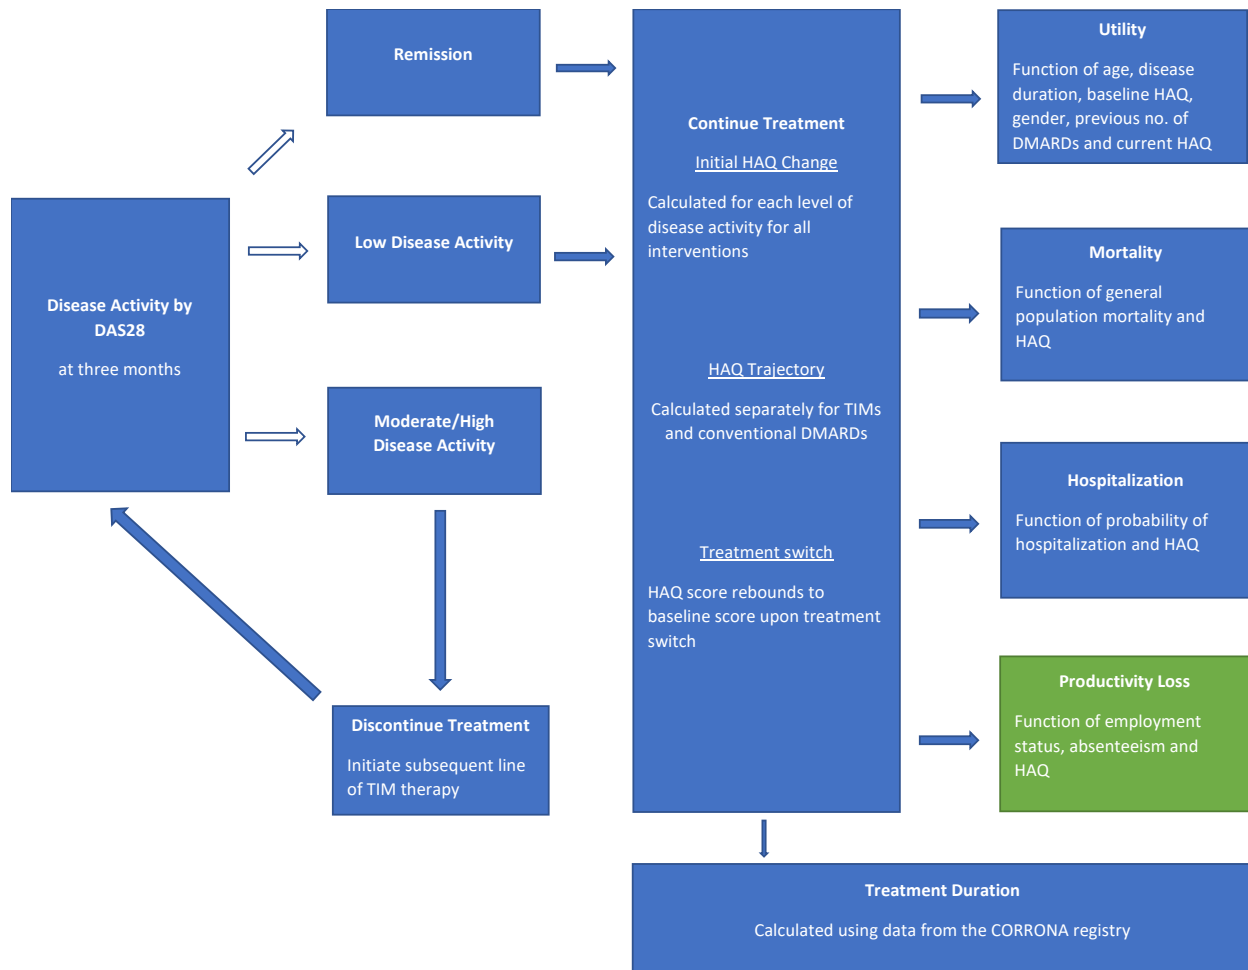 Disease Activity by
DAS28
at three months
Remission
Low Disease Activity
Moderate/High
Disease Activity
Discontinue Treatment
Initiate subsequent line
of TIM therapy
Continue Treatment
Initial HAQ Change
Calculated for each level of
disease activity for all
interventions
HAQ Trajectory
Calculated separately for TIMs
and conventional DMARDs
Treatment switch
HAQ score rebounds to
baseline score upon treatment
switch
Utility
Function of age, disease
duration, baseline HAQ,
gender, previous no. of
DMARDs and current HAQ
Mortality
Function of general
population mortality and
HAQ
Hospitalization
Function of probability of
hospitalization and HAQ
Productivity Loss
Function of employment
status, absenteeism and
HAQ
Treatment Duration
Calculated using data from the CORRONA registry